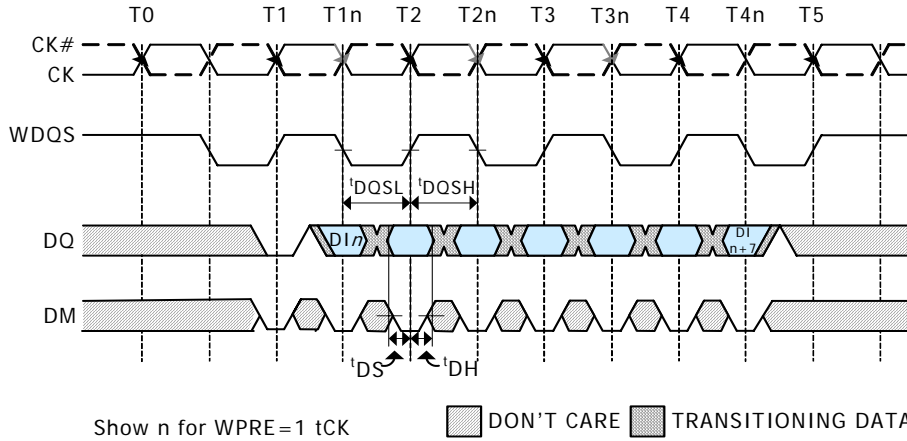 T0 T1 T1n T2 T2n T3 T3n T4 T4n T5
CK#
CK
WDQS
tDQSL tDQSH
DQ DIn DI
n+7
DM
tDS tDH
Show n for WPRE=1 tCK DON'T CARE TRANSITIONING DATA